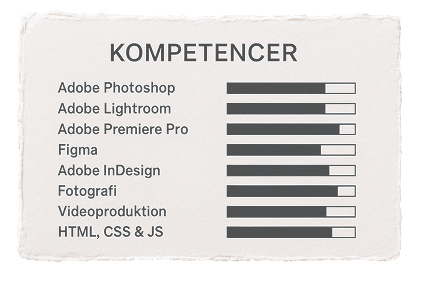 KOMPETENCER
Adobe Photoshop
Adobe Lightroom
Adobe Premiere Pro
Figma
Adobe InDesign
Fotografi
Videoproduktion
HTML, CSS & JS